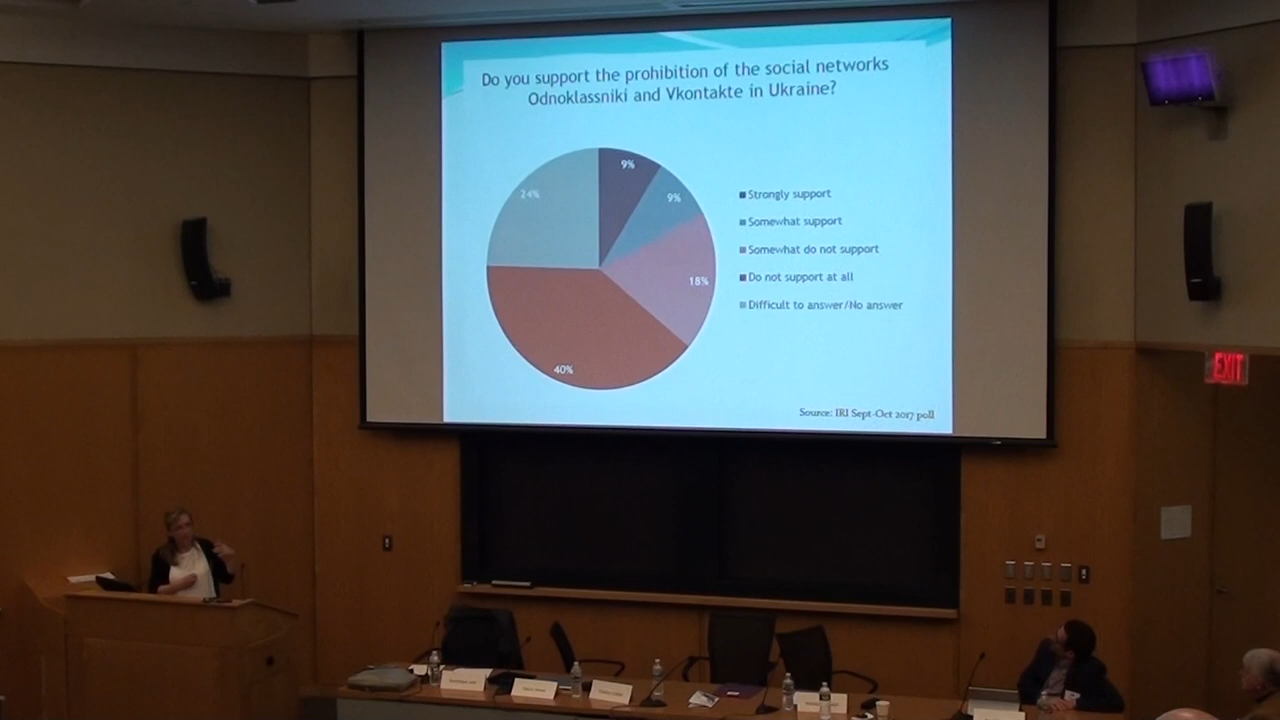 Do you support the prohibition of the social networks
Odnoklassniki and Vkontakte in Ukraine?
9%
9%
24%
18%
40%
Strongly support
Somewhat support
Somewhat do not support
Do not support at all
Difficult to answer/No answer
Source: IRI Sept-Oct 2017 poll
EXIT